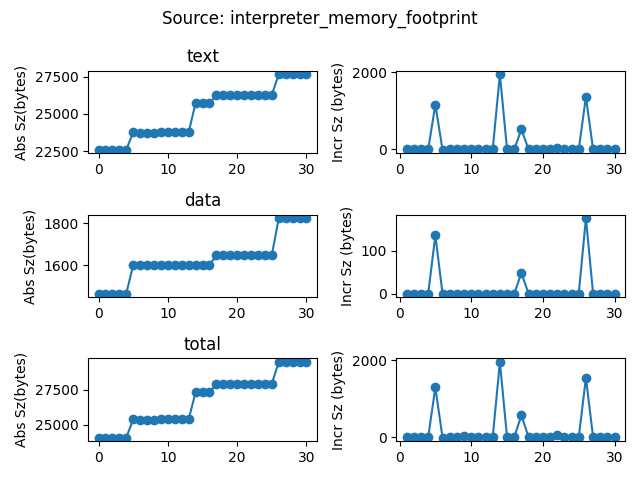 Source: interpreter_memory_footprint
text
Abs Sz(bytes)
27500
25000
22500
0 10 20 30
Incr Sz (bytes)
2000
0
0 10 20 30
data
Abs Sz(bytes)
1800
1600
0 10 20 30
Incr Sz (bytes)
100
0
0 10 20 30
total
Abs Sz(bytes)
27500
25000
0 10 20 30
Incr Sz (bytes)
2000
0
0 10 20 30